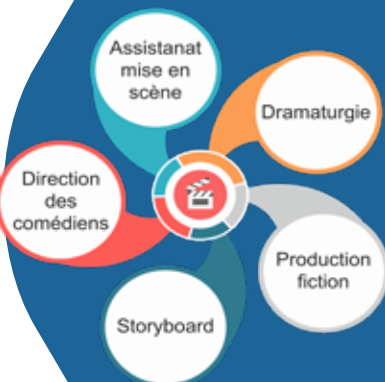 Assistanat
mise en
scène
Dramaturgie
Direction
des
comédiens
Production
fiction
Storyboard